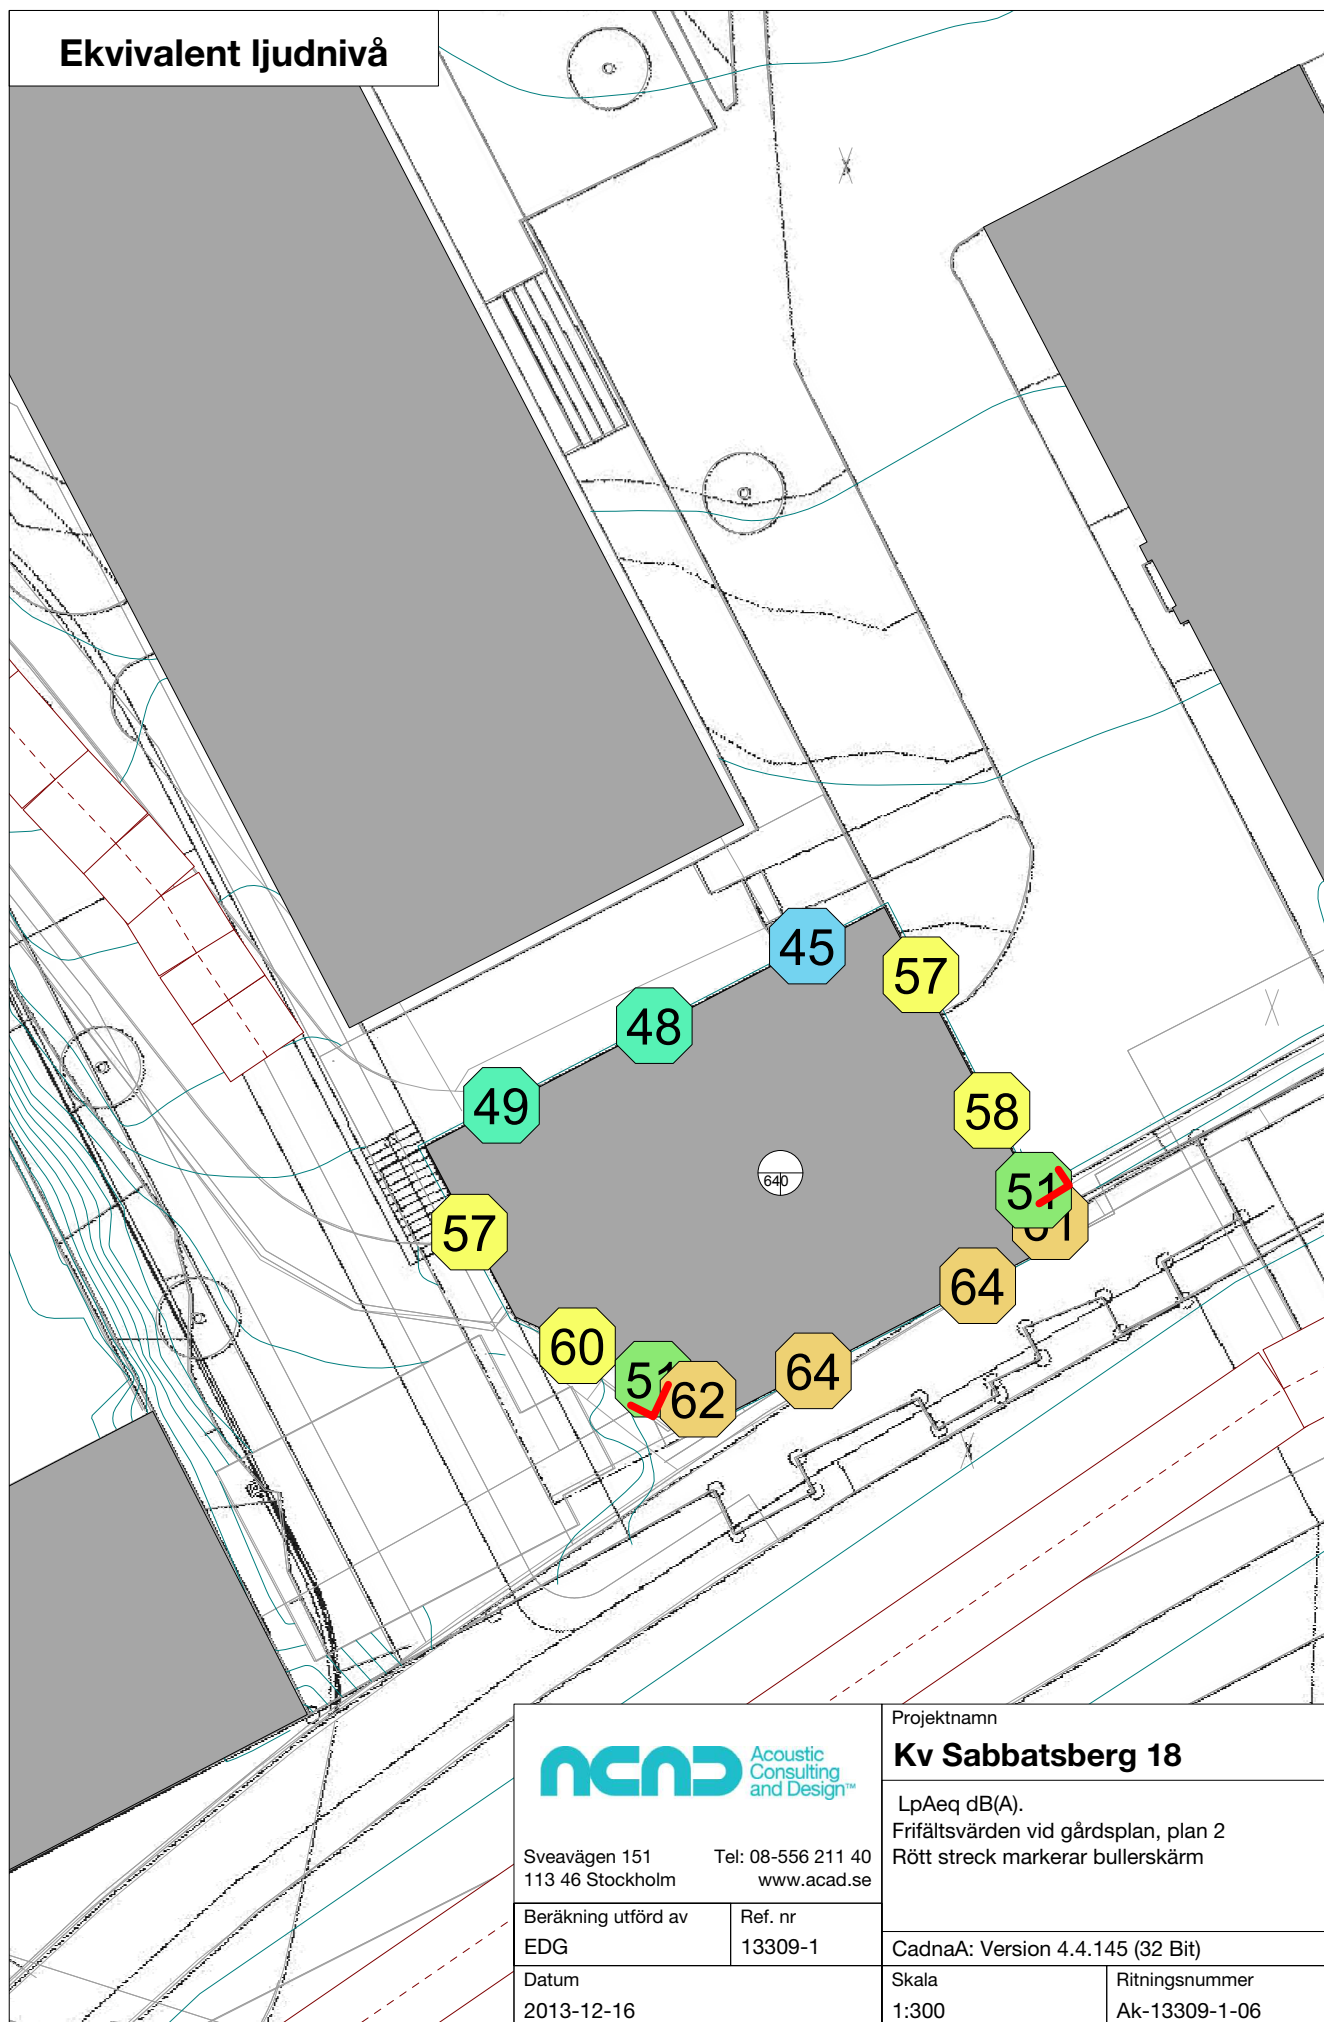 Ekvivalent ljudnivå
45
57
48
49
58
640
51
61
57
64
60
51
62
64
acad
Acoustic
Consulting
and Design™
Sveavägen 151
113 46 Stockholm
Tel: 08-556 211 40
www.acad.se
Beräkning utförd av
EDG
Ref. nr
13309-1
Datum
2013-12-16
Projektnamn
Kv Sabbatsberg 18
LpAeq dB(A).
Frifältsvärden vid gårdsplan, plan 2
Rött streck markerar bullerskärm
CadnaA: Version 4.4.145 (32 Bit)
Skala
1:300
Ritningsnummer
Ak-13309-1-06